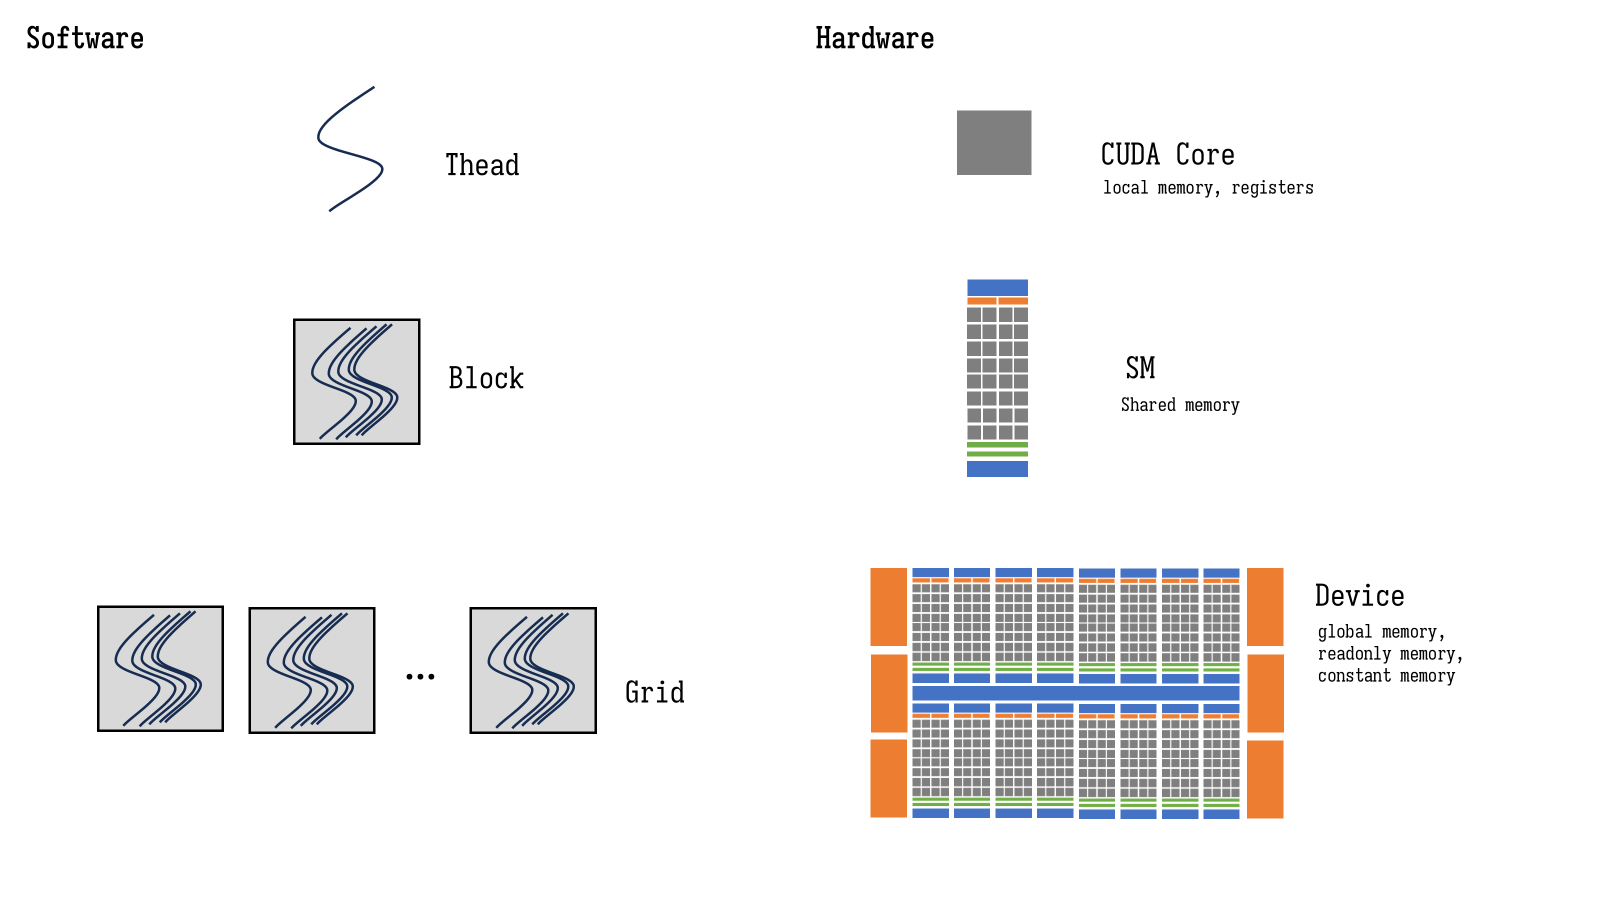 Software
Hardware
Thead
CUDA Core
local memory, registers
Block
SM
Shared memory
Grid
Device
global memory,
readonly memory,
constant memory